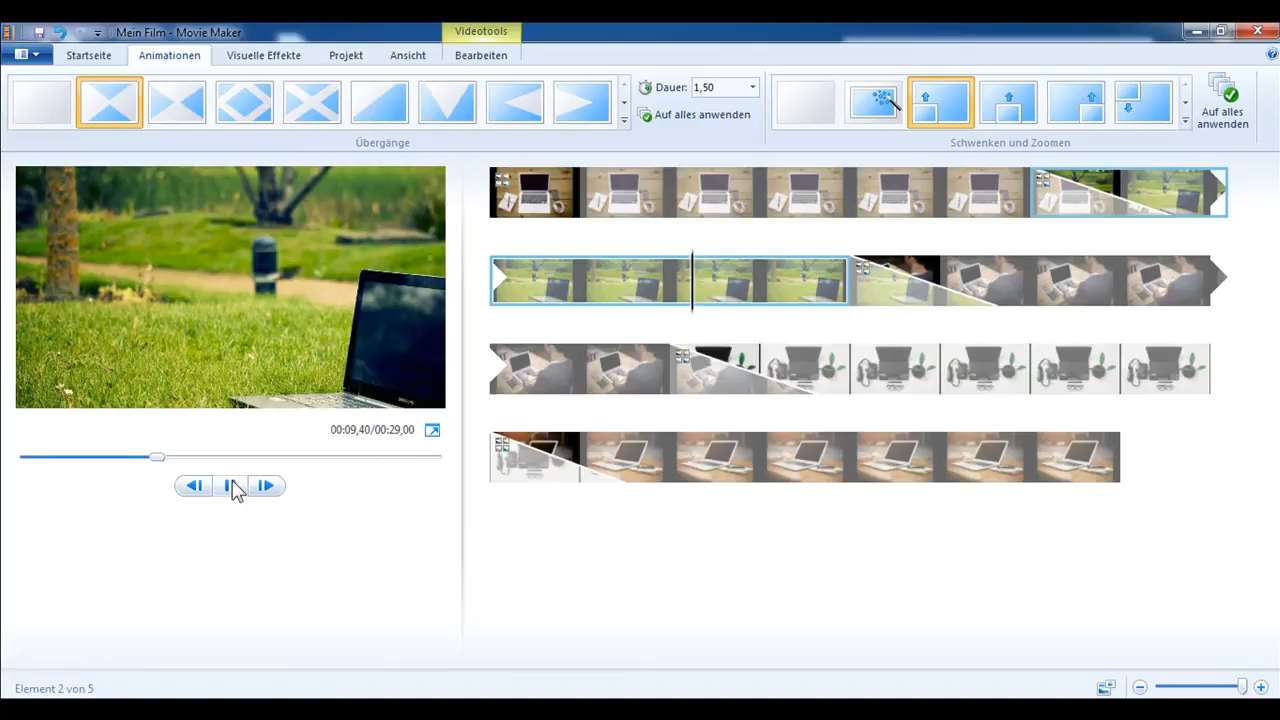 Mein Film - Movie Maker
Videotools
Startseite
Animationen
Visuelle Effekte
Projekt
Ansicht
Bearbeiten
Dauer: 1,50
Auf alles anwenden
Auf alles
anwenden
Übergänge
Schwenken und Zoomen
00:09,40/00:29,00
Element 2 von 5